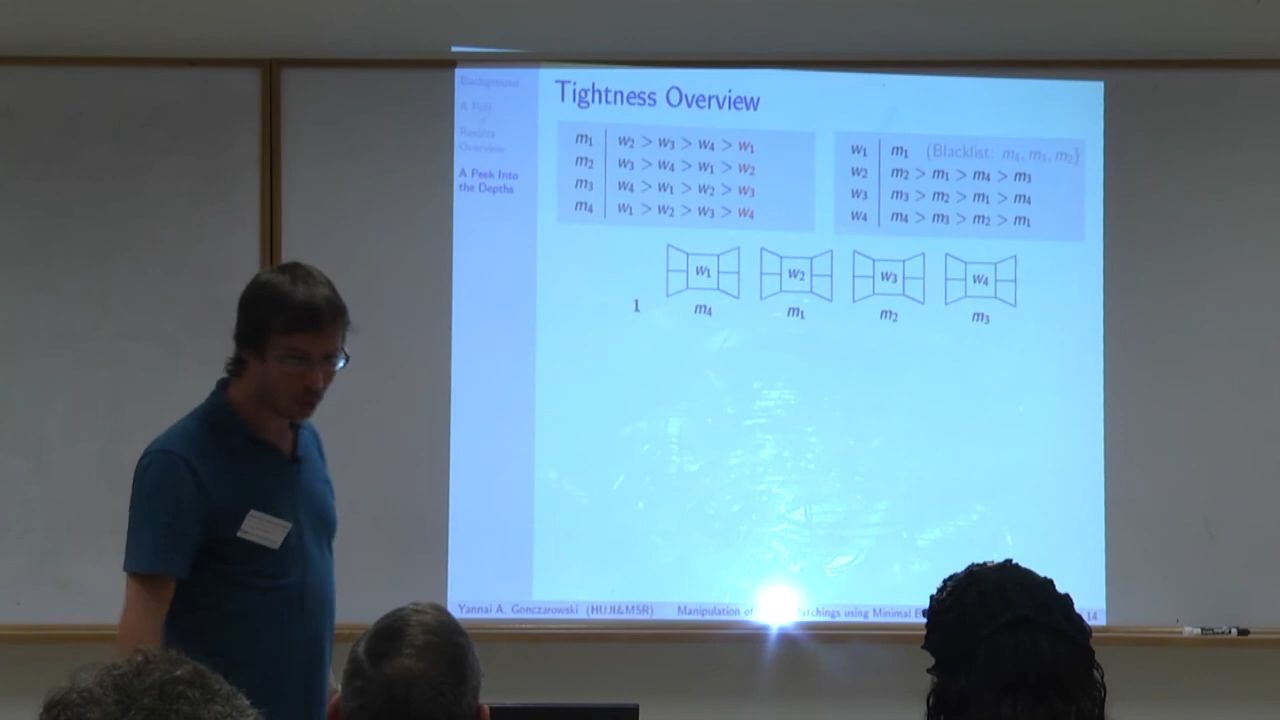 Background
A Peek Into
the Depths
Results
Overview
Tightness Overview
m1 | w2 > w3 > w4 > w1
m2 | w3 > w4 > w1 > w2
m3 | w4 > w1 > w2 > w3
m4 | w1 > w2 > w3 > w4
w1 | m1 (Blacklist: m4, m3, m2)
w2 | m2 > m1 > m4 > m3
w3 | m3 > m2 > m1 > m4
w4 | m4 > m3 > m2 > m1
w1 w2 w3 w4
1 m4 m1 m2 m3
Yannai A. Gonczarowski (HUJI&MSR) Manipulation of Matchings using Minimal 14